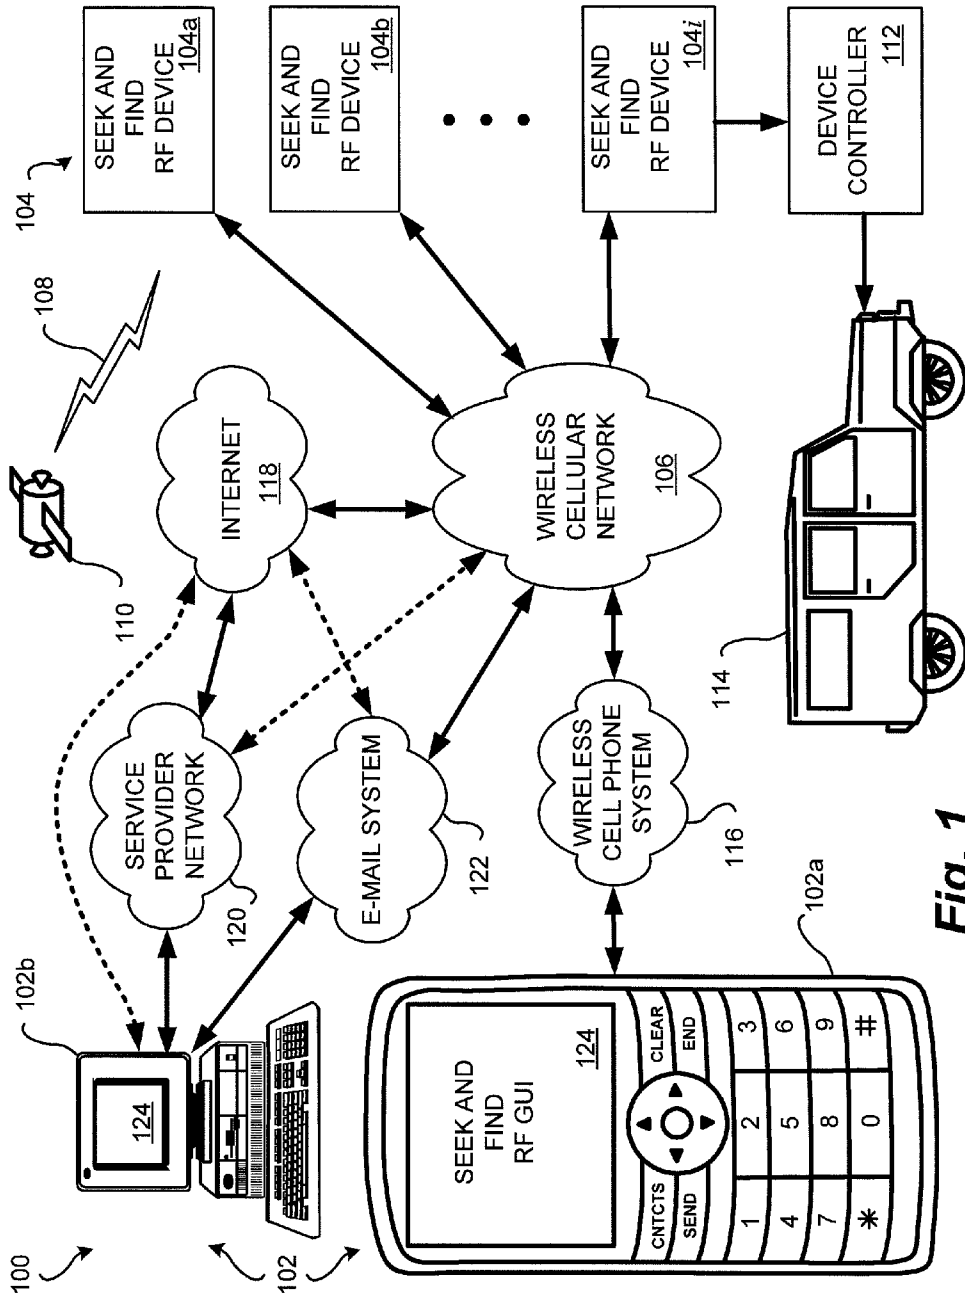 100
102
102b
124
SEEK AND
FIND
RF GUI
124
CNTCTS
CLEAR
SEND
END
1
2
3
4
5
6
7
8
9
*
0
#
102a
SERVICE
PROVIDER
NETWORK
120
E-MAIL SYSTEM
122
WIRELESS
CELL PHONE
SYSTEM
116
110
108
INTERNET
118
WIRELESS
CELLULAR
NETWORK
106
114
104
SEEK AND
FIND
RF DEVICE
104a
SEEK AND
FIND
RF DEVICE
104b
SEEK AND
FIND
RF DEVICE
104i
DEVICE
CONTROLLER
112
Fig. 1